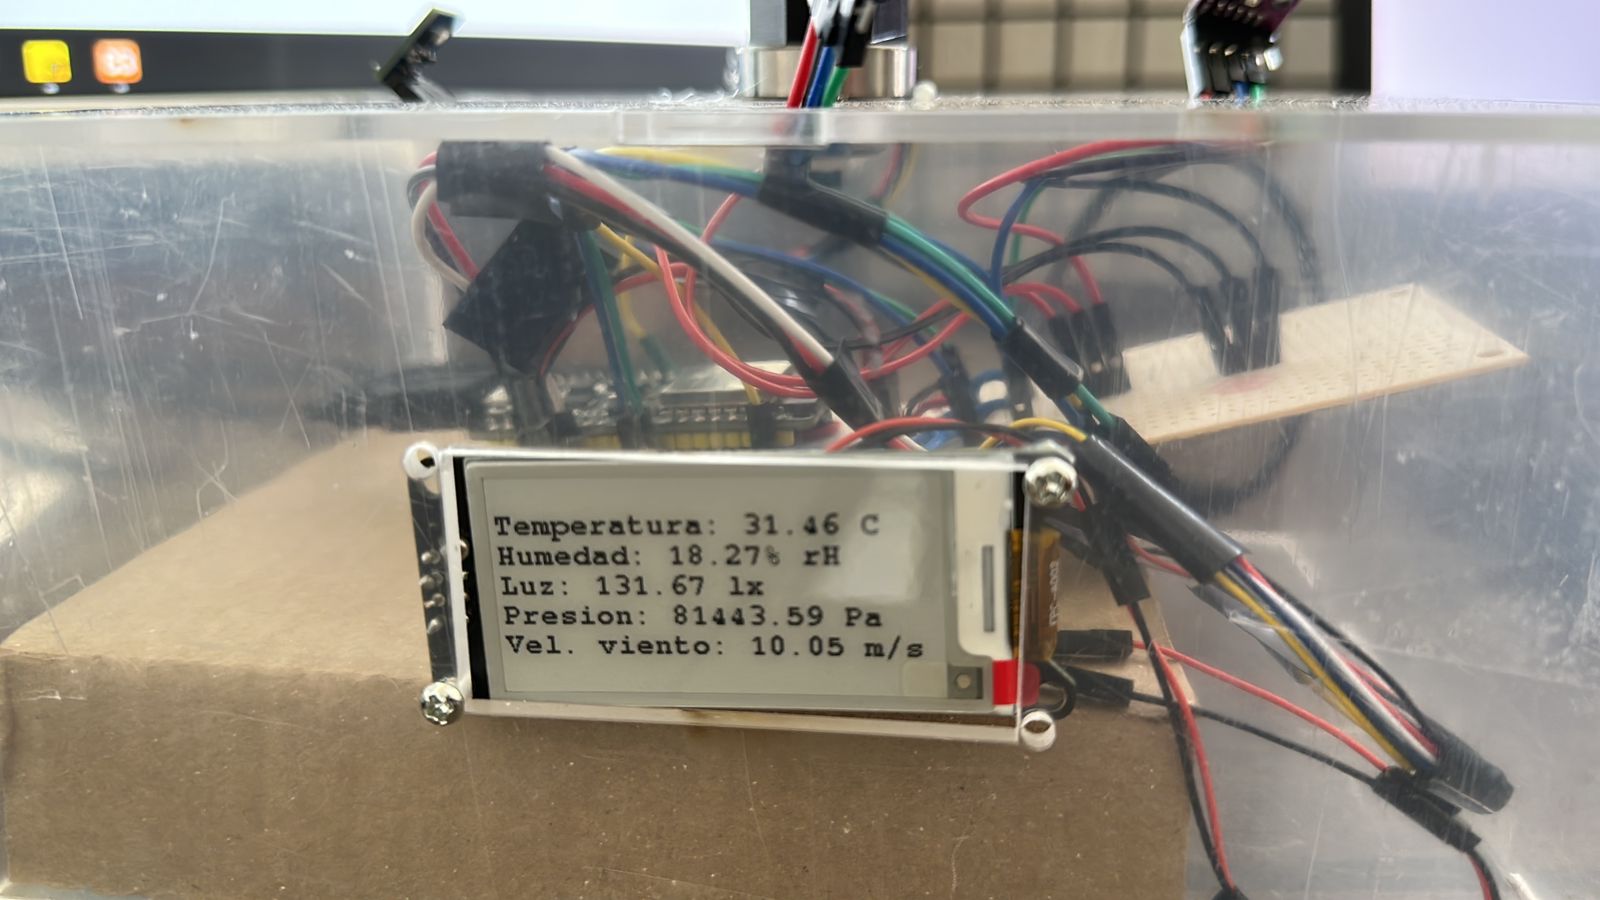 Temperatura: 31.46 C
Humedad: 18.27% rH
Luz: 131.67 lx
Presion: 81443.59 Pa
Vel. viento: 10.05 m/s